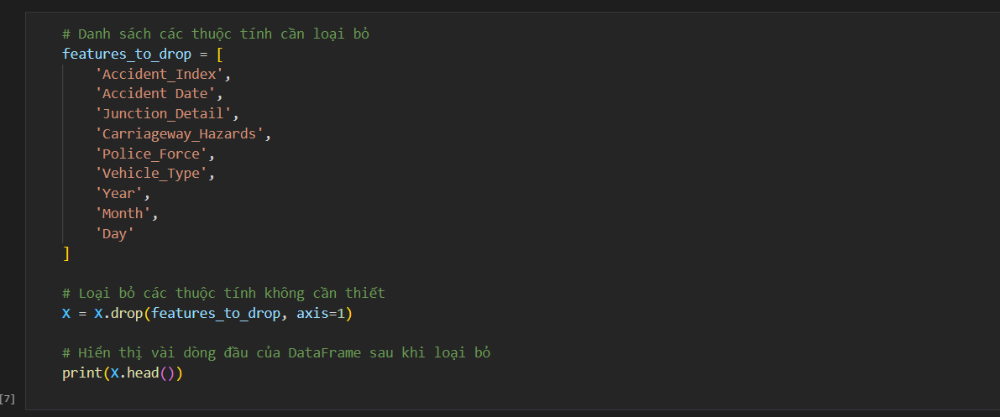 # Danh sách các thuộc tính cần loại bỏ
features_to_drop = [
    'Accident_Index',
    'Accident Date',
    'Junction_Detail',
    'Carriageway_Hazards',
    'Police_Force',
    'Vehicle_Type',
    'Year',
    'Month',
    'Day'
]
# Loại bỏ các thuộc tính không cần thiết
X = X.drop(features_to_drop, axis=1)
# Hiển thị vài dòng đầu của DataFrame sau khi loại bỏ
print(X.head())
[7]